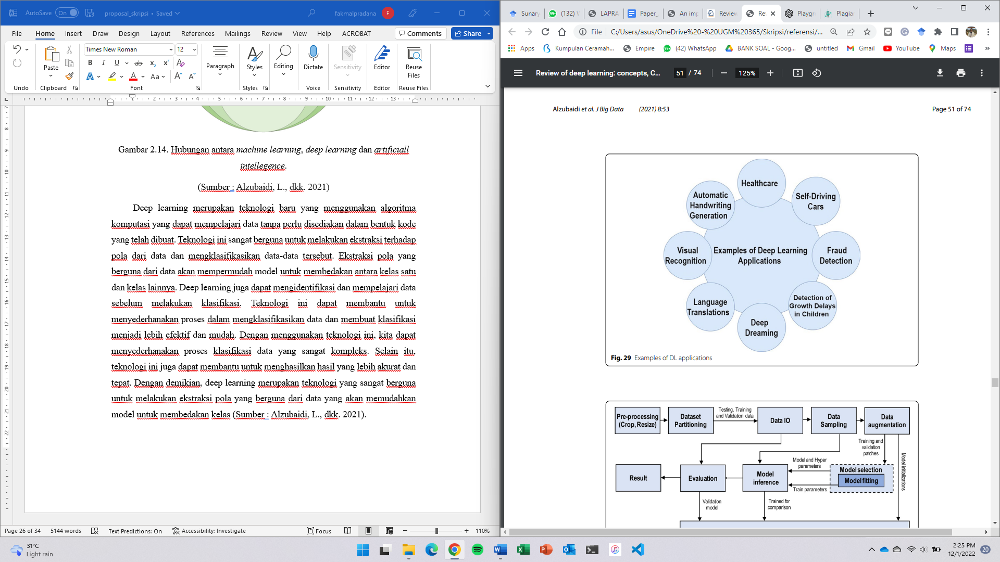 AutoSave On proposal_skripsi • Saved fakmalpradana F
File Home Insert Draw Design Layout References Mailings Review View Help ACROBAT Comments Share
Times New Roman 12
Paste Paragraph Styles Editing Dictate Sensitivity Editor Reuse Files
B I U ab x₂ x² A
A A Aa A A
Undo Clipboard Font Styles Voice Sensitivity Editor Reuse Files
Gambar 2.14. Hubungan antara machine learning, deep learning dan artificiall
intellegence.
(Sumber : Alzubaidi, L., dkk. 2021)
Deep learning merupakan teknologi baru yang menggunakan algoritma
komputasi yang dapat mempelajari data tanpa perlu disediakan dalam bentuk kode
yang telah dibuat. Teknologi ini sangat berguna untuk melakukan ekstraksi terhadap
pola dari data dan mengklasifikasikan data-data tersebut. Ekstraksi pola yang
berguna dari data akan mempermudah model untuk membedakan antara kelas satu
dan kelas lainnya. Deep learning juga dapat mengidentifikasi dan mempelajari data
sebelum melakukan klasifikasi. Teknologi ini dapat membantu untuk
menyederhanakan proses dalam mengklasifikasikan data dan membuat klasifikasi
menjadi lebih efektif dan mudah. Dengan menggunakan teknologi ini, kita dapat
menyederhanakan proses klasifikasi data yang sangat kompleks. Selain itu,
teknologi ini juga dapat membantu untuk menghasilkan hasil yang lebih akurat dan
tepat. Dengan demikian, deep learning merupakan teknologi yang sangat berguna
untuk melakukan ekstraksi pola yang berguna dari data yang akan memudahkan
model untuk membedakan kelas (Sumber : Alzubaidi, L., dkk. 2021).
Page 26 of 34 5144 words Text Predictions: On Accessibility: Investigate Focus 110%
Sunary (132) W LAPRA Paper_ An imp Review Rev Playgr Plagiar
File C:/Users/asus/OneDrive%20-%20UGM%20365/Skripsi/referensi/...
Apps Kumpulan Ceramah... Empire (42) WhatsApp BANK SOAL - Goog... untitled Gmail YouTube Maps
Review of deep learning: concepts, C... 51 / 74 125%
Alzubaidi et al. J Big Data (2021) 8:53 Page 51 of 74
Healthcare
Self-Driving
Cars
Automatic
Handwriting
Generation
Visual
Recognition
Examples of Deep Learning
Applications
Fraud
Detection
Language
Translations
Detection of
Growth Delays
in Children
Deep
Dreaming
Fig. 29 Examples of DL applications
Pre-processing
(Crop, Resize)
Dataset
Partitioning
Testing, Training
and Validation data
Data IO
Data
Sampling
Data
augmentation
Training and
validation
patches
Model initializations
Model and Hyper
parameters
Model selection
Model fitting
Train parameters
Result
Evaluation
Model
inference
Validation
model
Trained for
comparison
31°C
Light rain
2:25 PM
12/1/2022
20